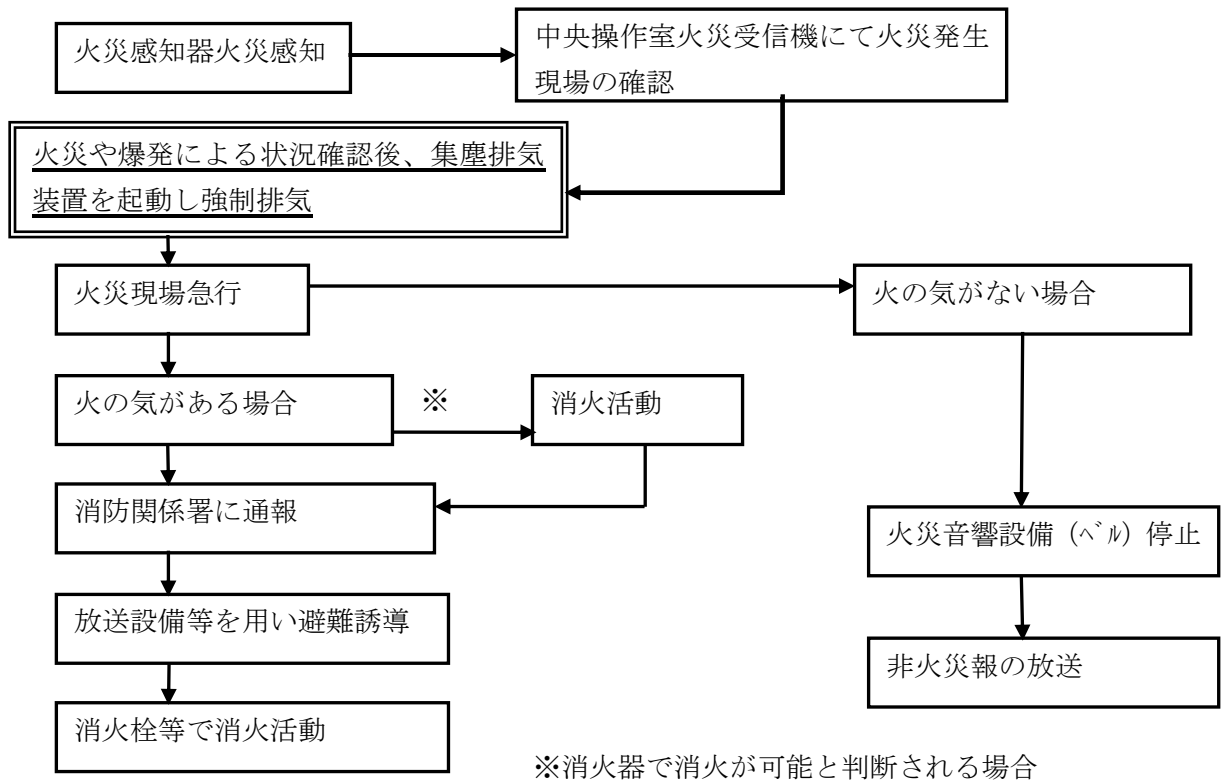 火災感知器火災感知
中央操作室火災受信機にて火災発生
現場の確認
火災や爆発による状況確認後、集塵排気
装置を起動し強制排気
火災現場急行
火の気がない場合
火の気がある場合
※
消火活動
消防関係署に通報
火災音響設備（ﾍﾞﾙ）停止
放送設備等を用い避難誘導
非火災報の放送
消火栓等で消火活動
※消火器で消火が可能と判断される場合